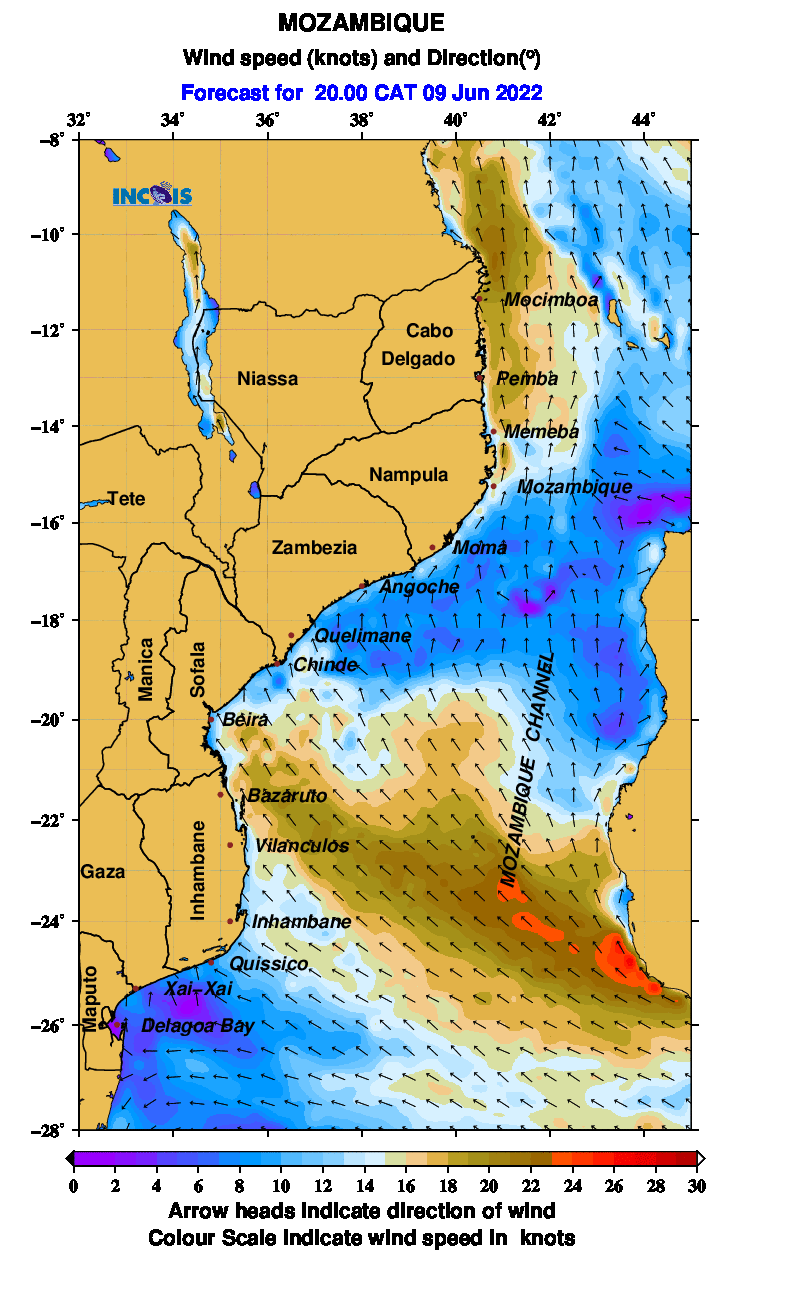 MOZAMBIQUE
Wind speed (knots) and Direction(°)
Forecast for 20.00 CAT 09 Jun 2022
32° 34° 36° 38° 40° 42° 44°
−8°
INCOIS
−10°
Mocimboa
−12°
Cabo
Delgado
Niassa
Pemba
−14°
Memeba
Nampula
Mozambique
Tete
−16°
Zambezia
Moma
Angoche
−18°
Quelimane
Manica
Sofala
Chinde
MOZAMBIQUE CHANNEL
−20°
Beira
Bazaruto
−22°
Vilanculos
Gaza
Inhambane
−24°
Inhambane
Quissico
Xai−Xai
Maputo
−26°
Delagoa Bay
−28°
0 2 4 6 8 10 12 14 16 18 20 22 24 26 28 30
Arrow heads indicate direction of wind
Colour Scale indicate wind speed in knots